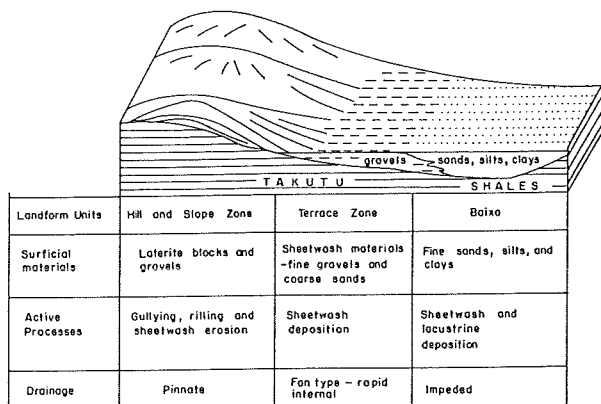 gravels sands, silts, clays
TAKUTU SHALES
Landform Units
Hill and Slope Zone
Terrace Zone
Baixa
Surficial
materials
Laterite blocks and
gravels
Sheetwash materials
-fine gravels and
coarse sands
Fine sands, silts, and
clays
Active
Processes
Gullying, rilling and
sheetwash erosion
Sheetwash
deposition
Sheetwash and
lacustrine
deposition
Drainage
Pinnate
Fan type - rapid
internal
Impeded